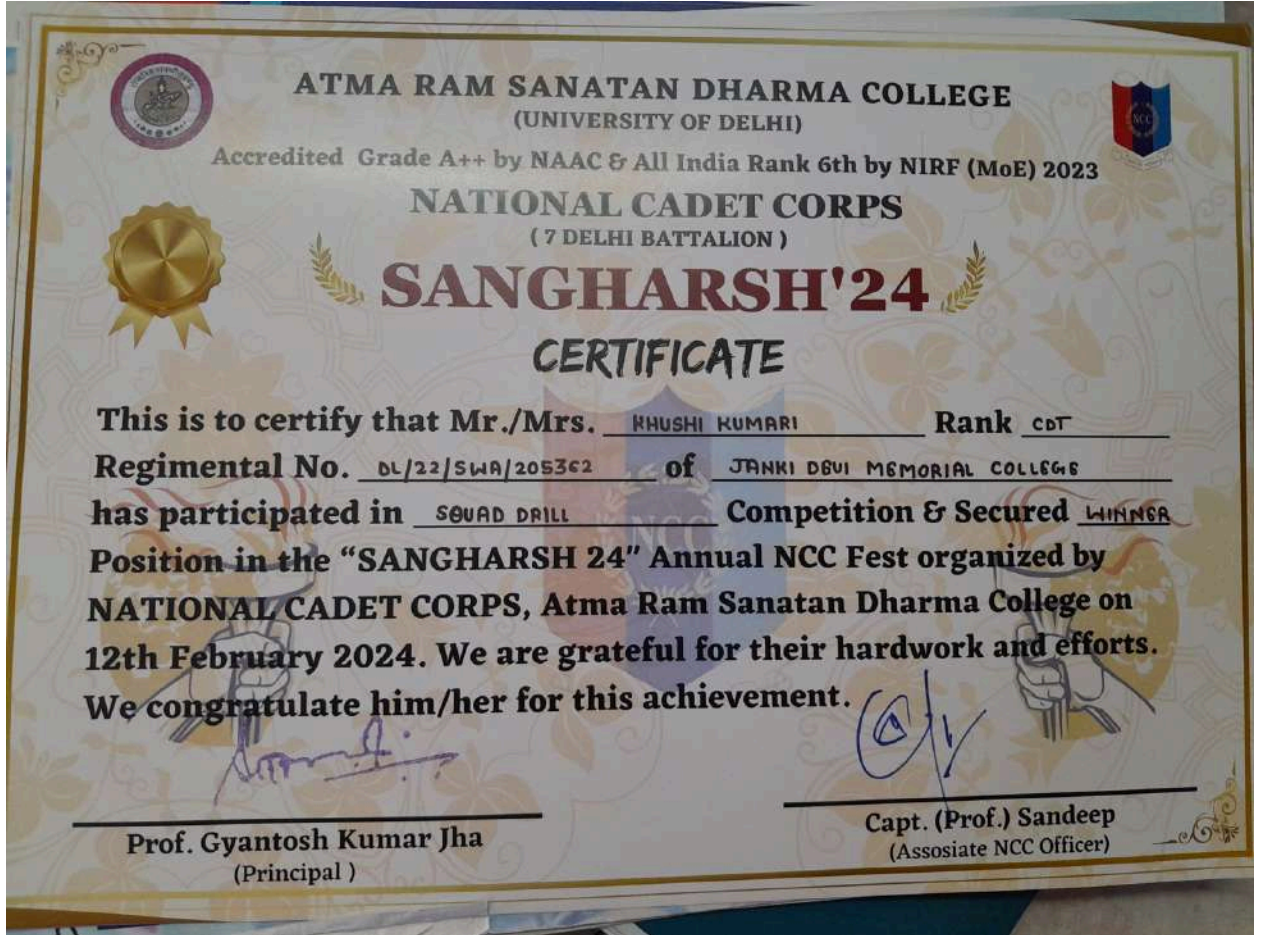 ATMA RAM SANATAN DHARMA COLLEGE
(UNIVERSITY OF DELHI)
Accredited Grade A++ by NAAC & All India Rank 6th by NIRF (MoE) 2023
NATIONAL CADET CORPS
( 7 DELHI BATTALION )
SANGHARSH'24
CERTIFICATE
This is to certify that Mr./Mrs. KHUSHI KUMARI Rank CDT
Regimental No. DL/22/SWA/205362 of JANKI DEVI MEMORIAL COLLEGE
has participated in SQUAD DRILL Competition & Secured WINNER
Position in the “SANGHARSH 24" Annual NCC Fest organized by
NATIONAL CADET CORPS, Atma Ram Sanatan Dharma College on
12th February 2024. We are grateful for their hardwork and efforts.
We congratulate him/her for this achievement.
Prof. Gyantosh Kumar Jha
(Principal )
Capt. (Prof.) Sandeep
(Assosiate NCC Officer)
NCC
NCC